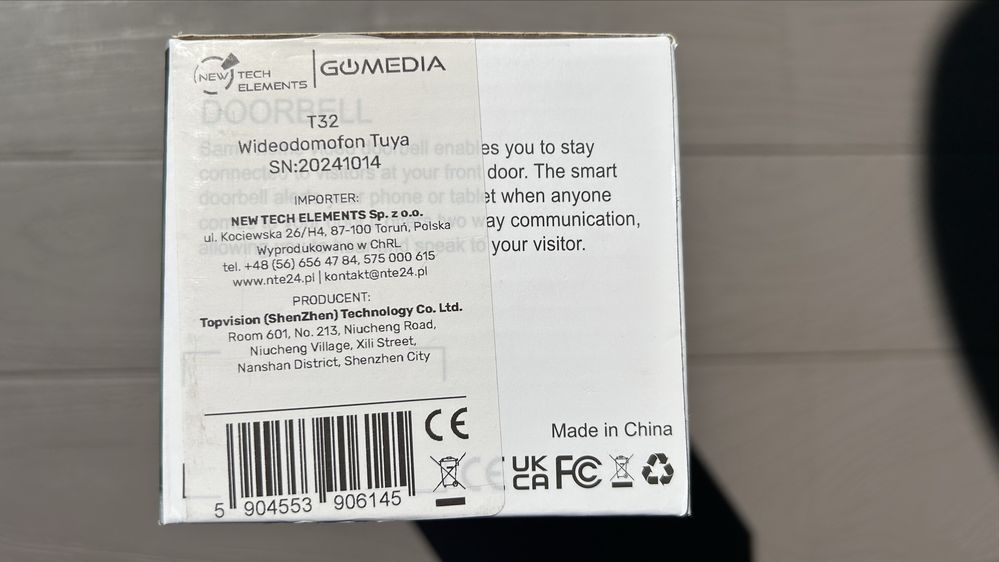 NEW TECH ELEMENTS | GOMEDIA
DOORBELL
T32
Wideodomofon Tuya
SN:20241014
IMPORTER:
NEW TECH ELEMENTS Sp. z o.o.
ul. Kociewska 26/H4, 87-100 Toruń, Polska
Wyprodukowano w ChRL
tel. +48 (56) 656 47 84, 575 000 615
www.nte24.pl | kontakt@nte24.pl
PRODUCENT:
Topvision (ShenZhen) Technology Co. Ltd.
Room 601, No. 213, Niucheng Road,
Niucheng Village, Xili Street,
Nanshan District, Shenzhen City
CE
5 904553 906145
doorbell enables you to stay
connected to visitors at your front door. The smart
doorbell phone or tablet when anyone
two way communication,
speak to your visitor.
Made in China
CE UK CA FC